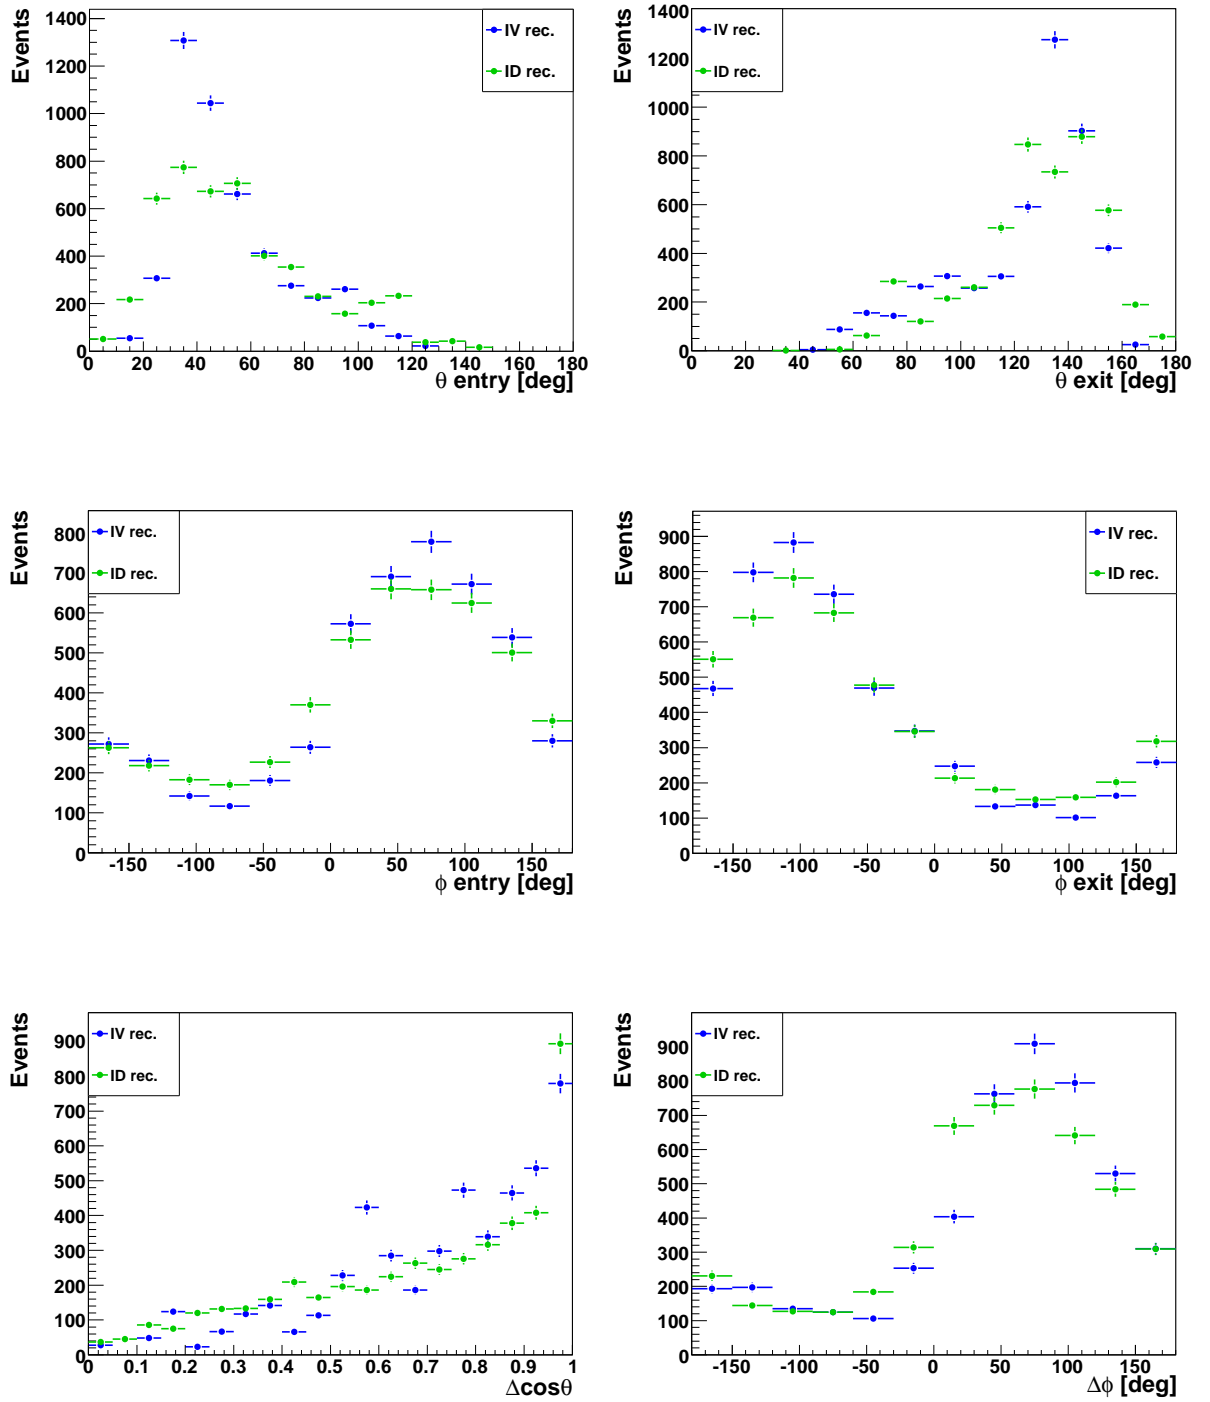 Events
1400
1200
1000
800
600
400
200
0
IV rec.
ID rec.
0 20 40 60 80 100 120 140 160 180
θ entry [deg]
Events
1400
1200
1000
800
600
400
200
0
IV rec.
ID rec.
0 20 40 60 80 100 120 140 160 180
θ exit [deg]
Events
800
700
600
500
400
300
200
100
0
IV rec.
ID rec.
-150 -100 -50 0 50 100 150
ϕ entry [deg]
Events
900
800
700
600
500
400
300
200
100
0
IV rec.
ID rec.
-150 -100 -50 0 50 100 150
ϕ exit [deg]
Events
900
800
700
600
500
400
300
200
100
0
IV rec.
ID rec.
0 0.1 0.2 0.3 0.4 0.5 0.6 0.7 0.8 0.9 1
Δcosθ
Events
900
800
700
600
500
400
300
200
100
0
IV rec.
ID rec.
-150 -100 -50 0 50 100 150
Δϕ [deg]